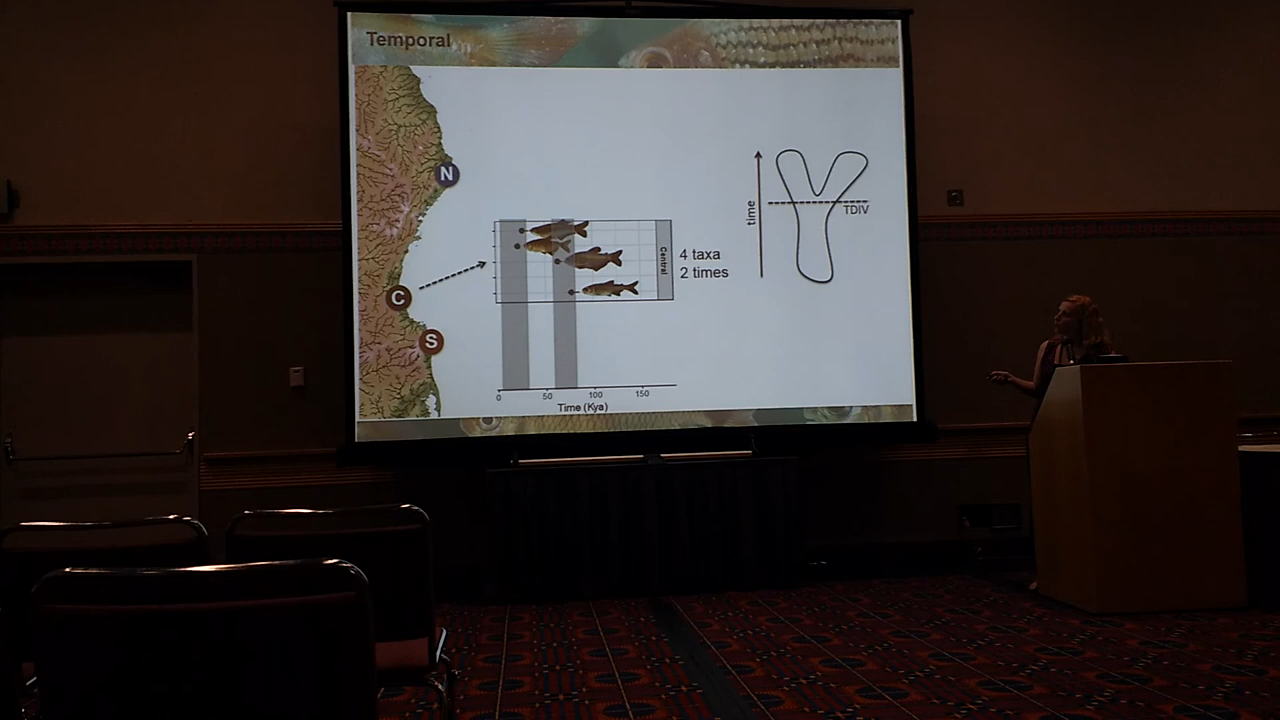 Temporal
N
C
S
Central
4 taxa
2 times
time
TDIV
0 50 100 150
Time (Kya)